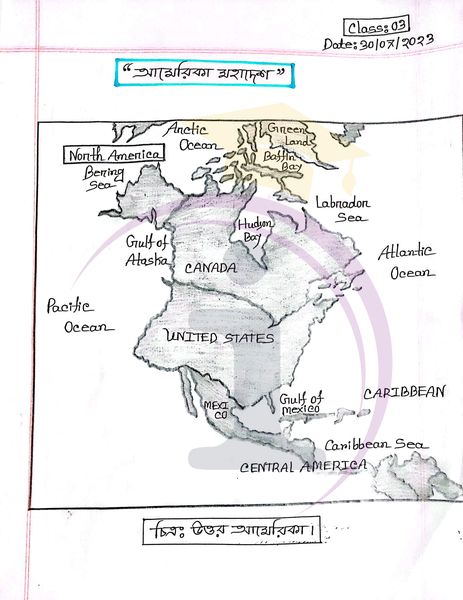 Class: 03
Date: 30/07/2023
“আমেরিকা মহাদেশ”
Arctic Ocean
Green Land
North America
Baffin Bay
Bering Sea
Labrador Sea
Hudson Bay
Gulf of Alaska
CANADA
Atlantic Ocean
Pacific Ocean
UNITED STATES
MEXICO
Gulf of mexico
CARIBBEAN
Caribbean Sea
CENTRAL AMERICA
চিত্র: উত্তর আমেরিকা।